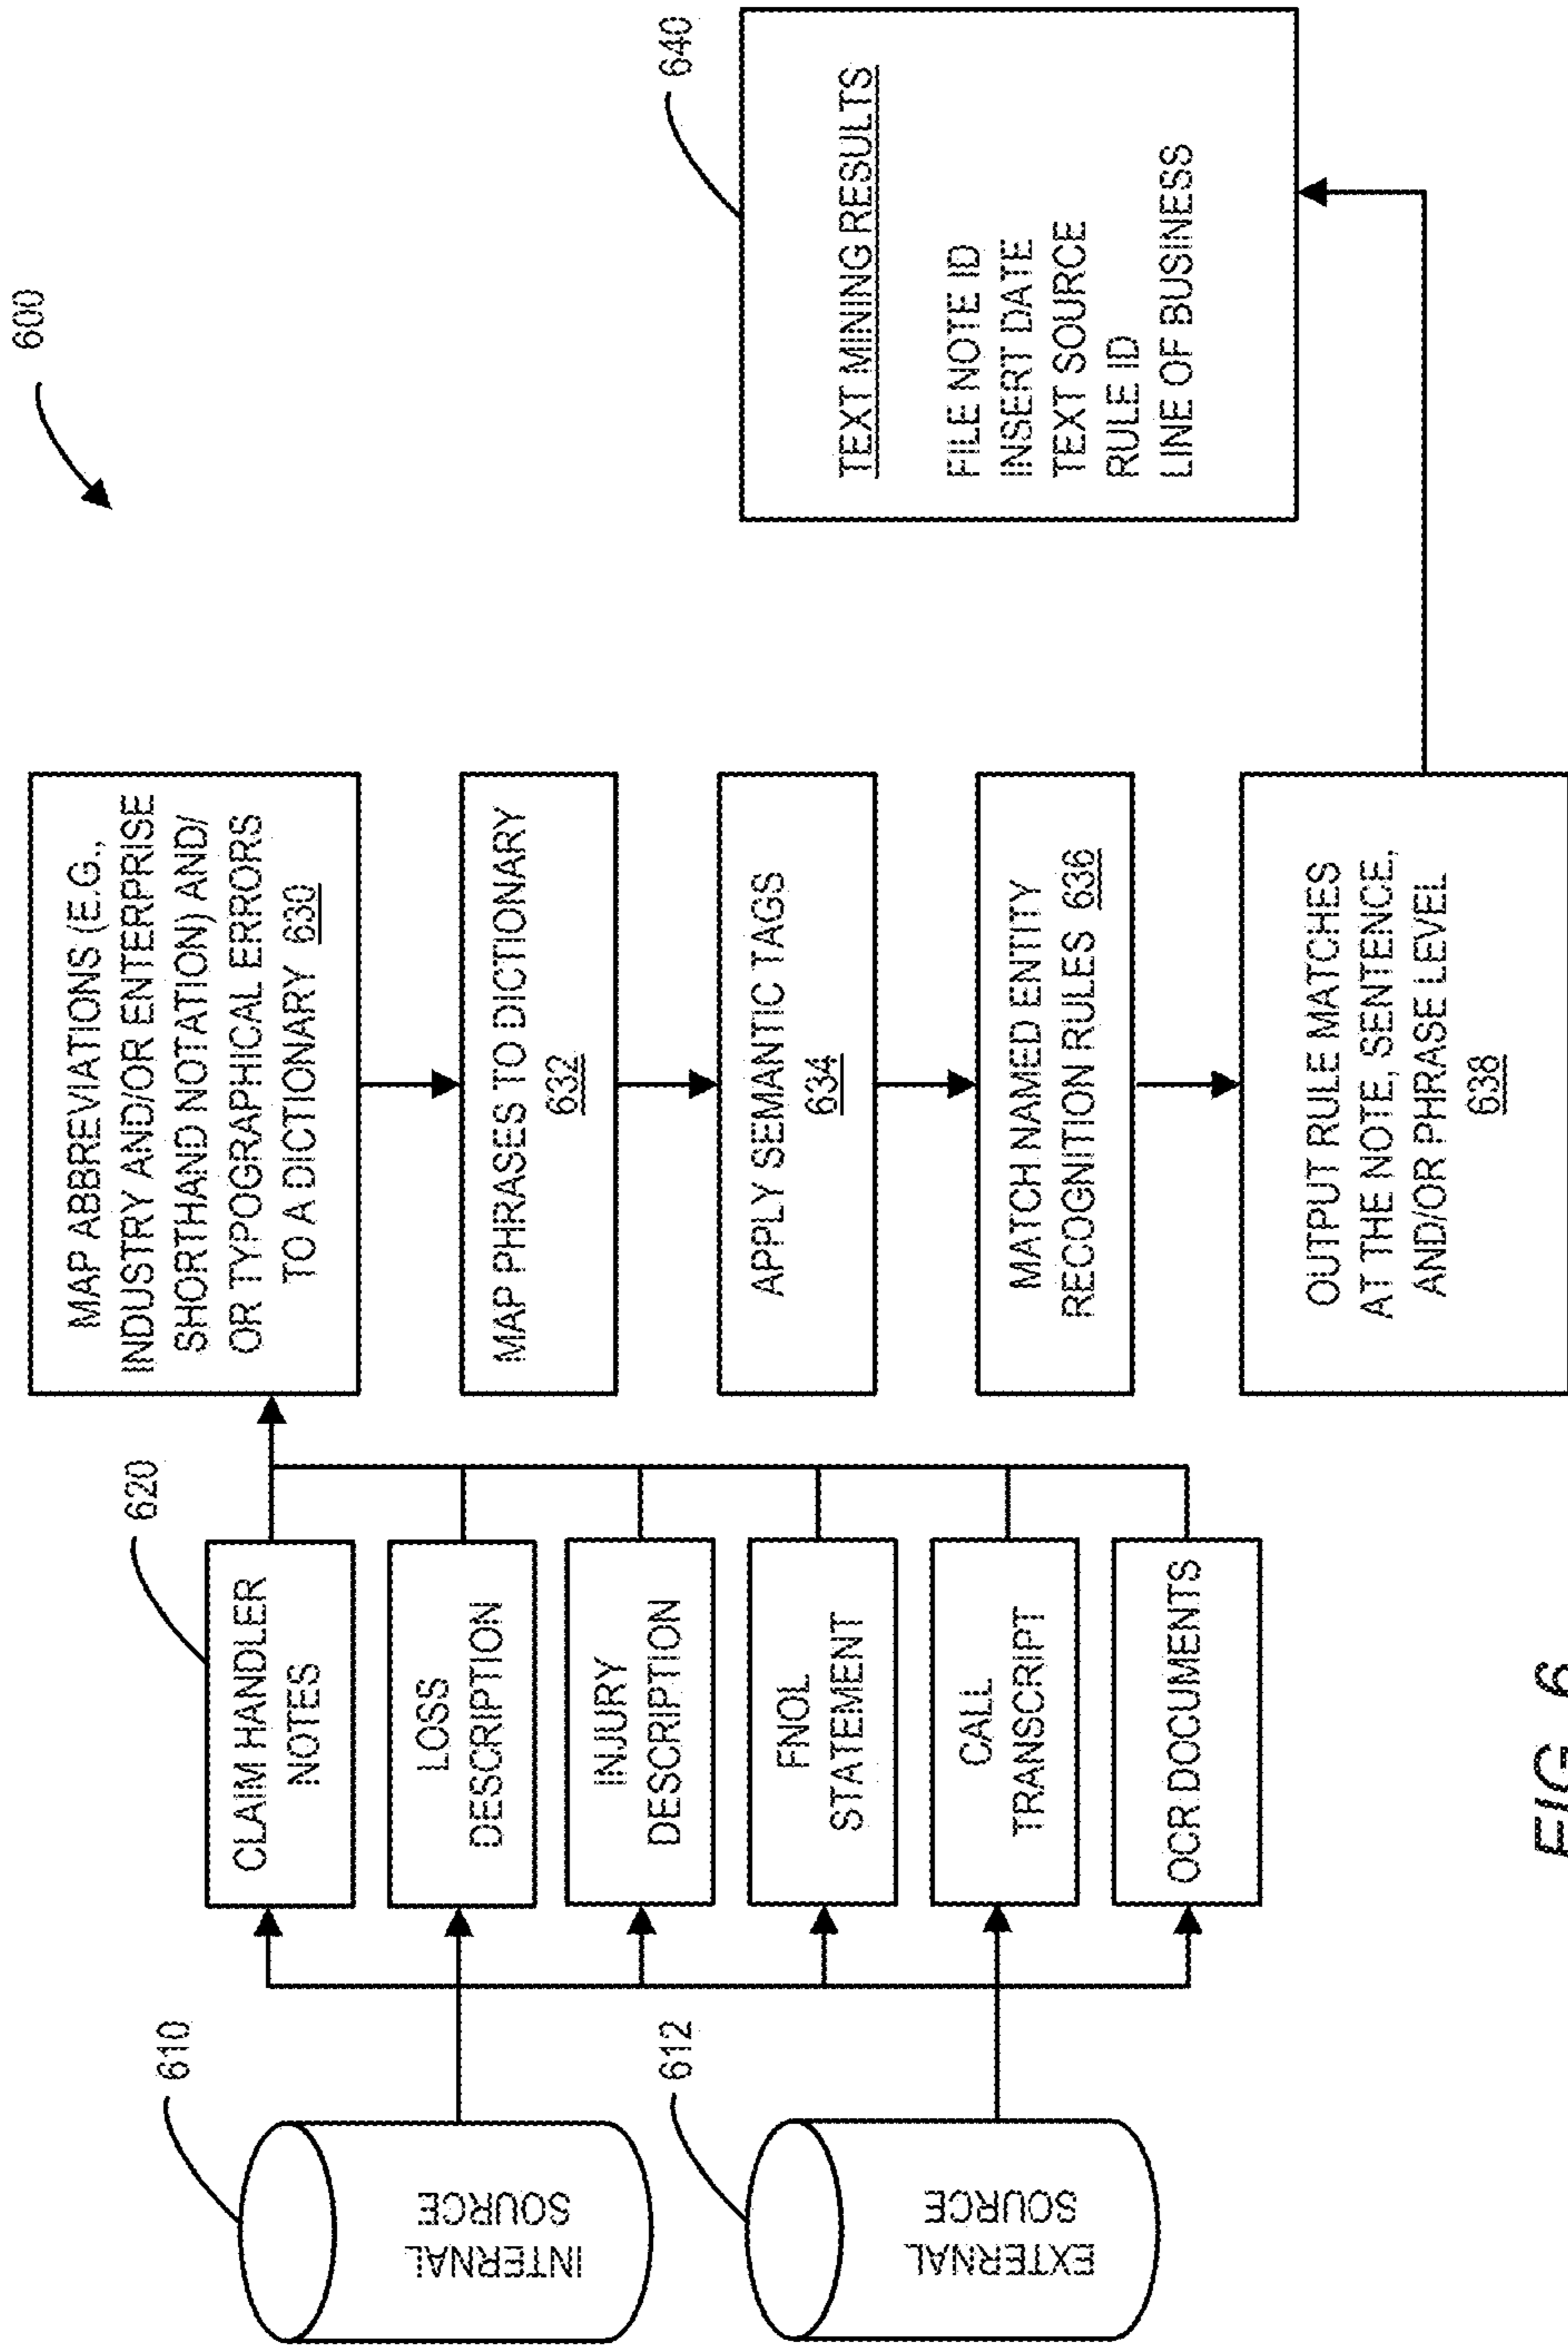 600
610
INTERNAL
SOURCE
612
EXTERNAL
SOURCE
620
CLAIM HANDLER
NOTES
LOSS
DESCRIPTION
INJURY
DESCRIPTION
FNOL
STATEMENT
CALL
TRANSCRIPT
OCR DOCUMENTS
MAP ABBREVIATIONS (E.G.,
INDUSTRY AND/OR ENTERPRISE
SHORTHAND NOTATION) AND/
OR TYPOGRAPHICAL ERRORS
TO A DICTIONARY 630
MAP PHRASES TO DICTIONARY
632
APPLY SEMANTIC TAGS
634
MATCH NAMED ENTITY
RECOGNITION RULES 636
OUTPUT RULE MATCHES
AT THE NOTE, SENTENCE,
AND/OR PHRASE LEVEL
638
640
TEXT MINING RESULTS
FILE NOTE ID
INSERT DATE
TEXT SOURCE
RULE ID
LINE OF BUSINESS
FIG. 6